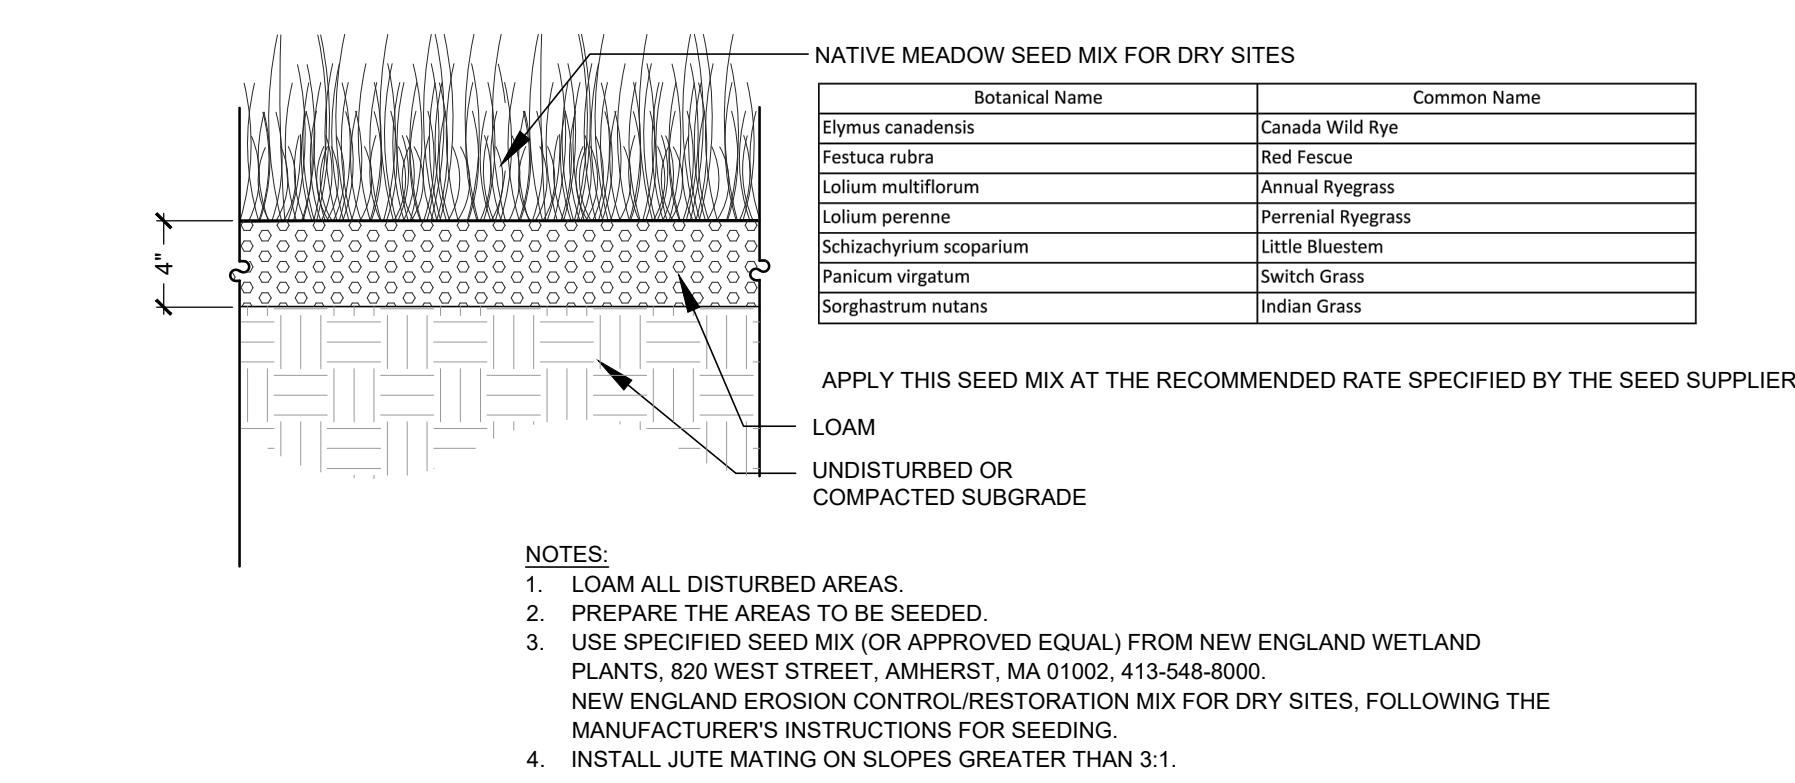 NATIVE MEADOW SEED MIX FOR DRY SITES
Botanical Name Common Name
Elymus canadensis Canada Wild Rye
Festuca rubra Red Fescue
Lolium multiflorum Annual Ryegrass
Lolium perenne Perrenial Ryegrass
Schizachyrium scoparium Little Bluestem
Panicum virgatum Switch Grass
Sorghastrum nutans Indian Grass
4"
APPLY THIS SEED MIX AT THE RECOMMENDED RATE SPECIFIED BY THE SEED SUPPLIER
LOAM
UNDISTURBED OR
COMPACTED SUBGRADE
NOTES:
1. LOAM ALL DISTURBED AREAS.
2. PREPARE THE AREAS TO BE SEEDED.
3. USE SPECIFIED SEED MIX (OR APPROVED EQUAL) FROM NEW ENGLAND WETLAND
PLANTS, 820 WEST STREET, AMHERST, MA 01002, 413-548-8000.
NEW ENGLAND EROSION CONTROL/RESTORATION MIX FOR DRY SITES, FOLLOWING THE
MANUFACTURER'S INSTRUCTIONS FOR SEEDING.
4. INSTALL JUTE MATING ON SLOPES GREATER THAN 3:1.